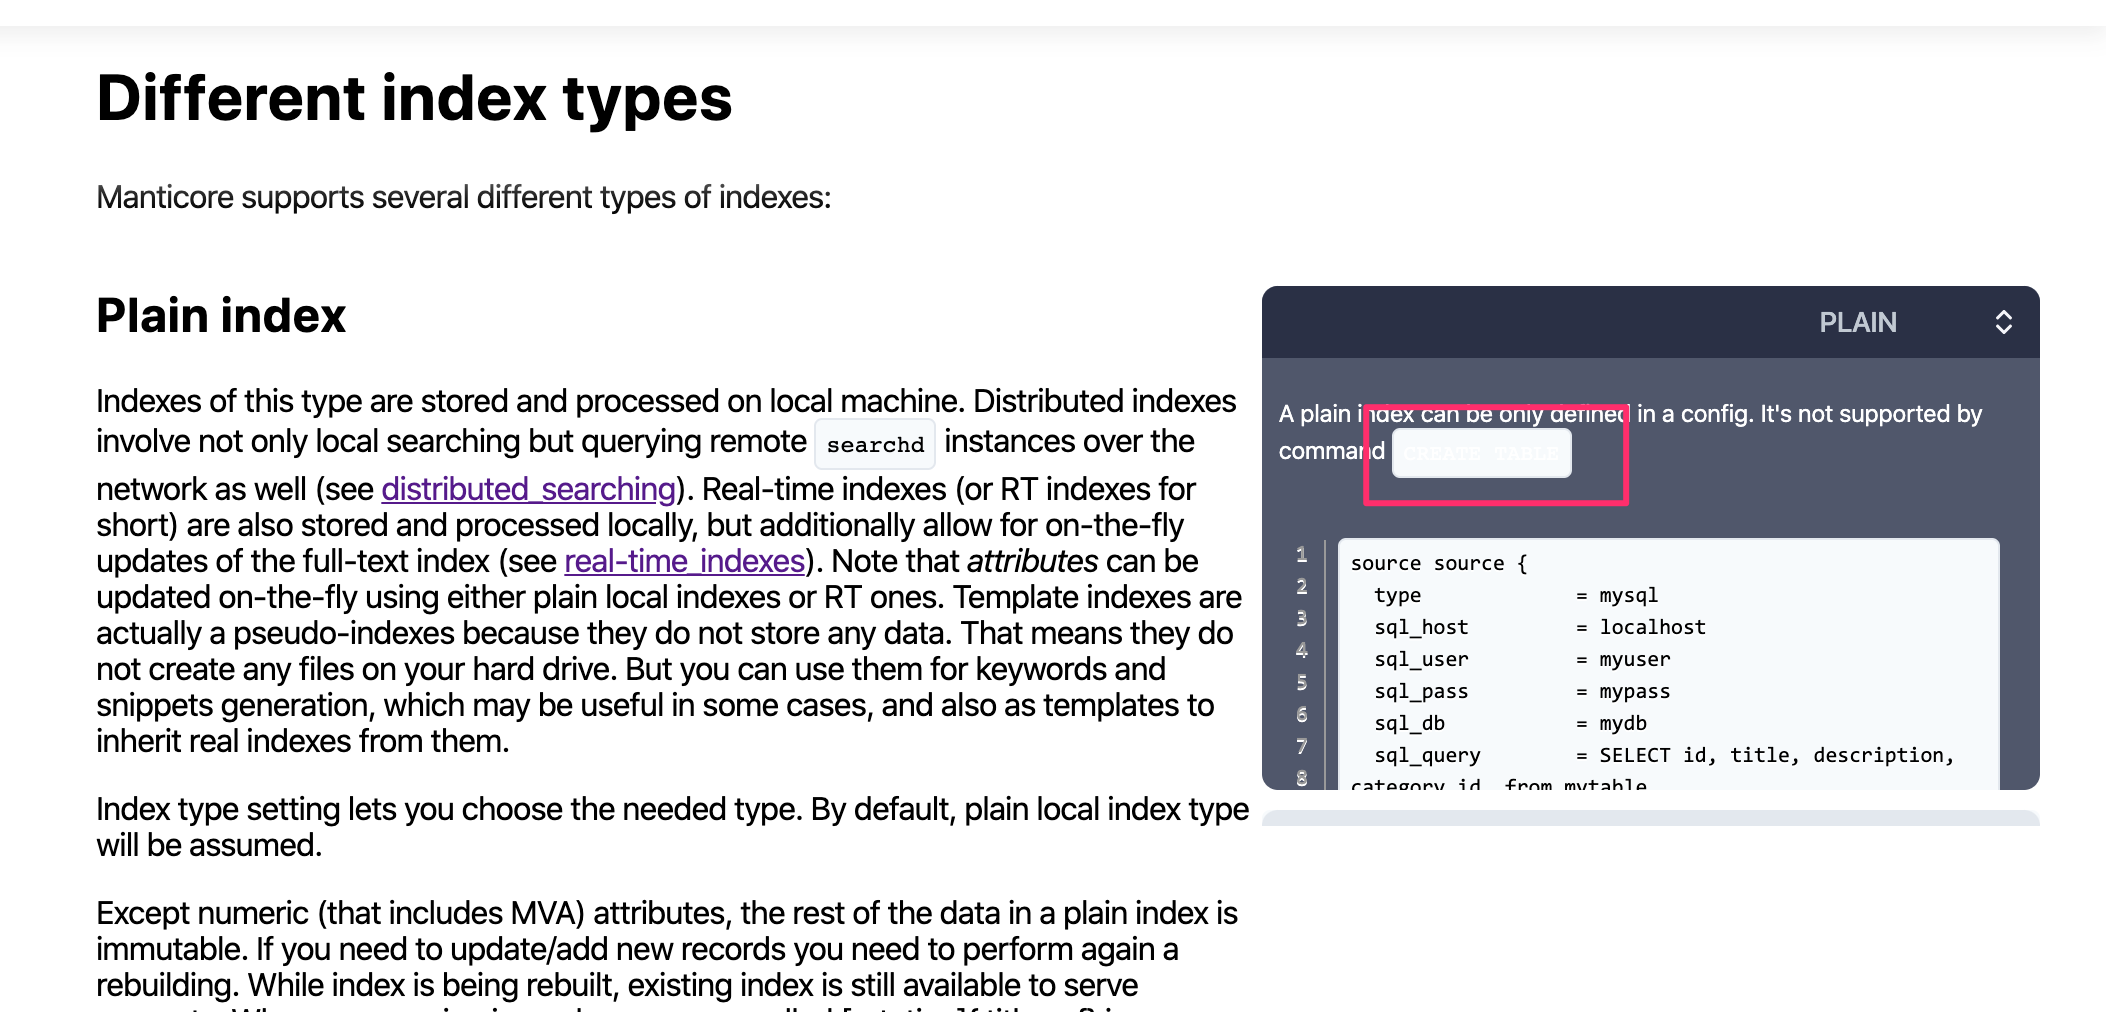 Different index types
Manticore supports several different types of indexes:
Plain index
Indexes of this type are stored and processed on local machine. Distributed indexes
involve not only local searching but querying remote searchd instances over the
network as well (see distributed_searching). Real-time indexes (or RT indexes for
short) are also stored and processed locally, but additionally allow for on-the-fly
updates of the full-text index (see real-time_indexes). Note that attributes can be
updated on-the-fly using either plain local indexes or RT ones. Template indexes are
actually a pseudo-indexes because they do not store any data. That means they do
not create any files on your hard drive. But you can use them for keywords and
snippets generation, which may be useful in some cases, and also as templates to
inherit real indexes from them.
Index type setting lets you choose the needed type. By default, plain local index type
will be assumed.
Except numeric (that includes MVA) attributes, the rest of the data in a plain index is
immutable. If you need to update/add new records you need to perform again a
rebuilding. While index is being rebuilt, existing index is still available to serve
PLAIN
A plain index can be only defined in a config. It's not supported by
command CREATE TABLE
1 source source {
2 type = mysql
3 sql_host = localhost
4 sql_user = myuser
5 sql_pass = mypass
6 sql_db = mydb
7 sql_query = SELECT id, title, description,
8 category_id, from mytable